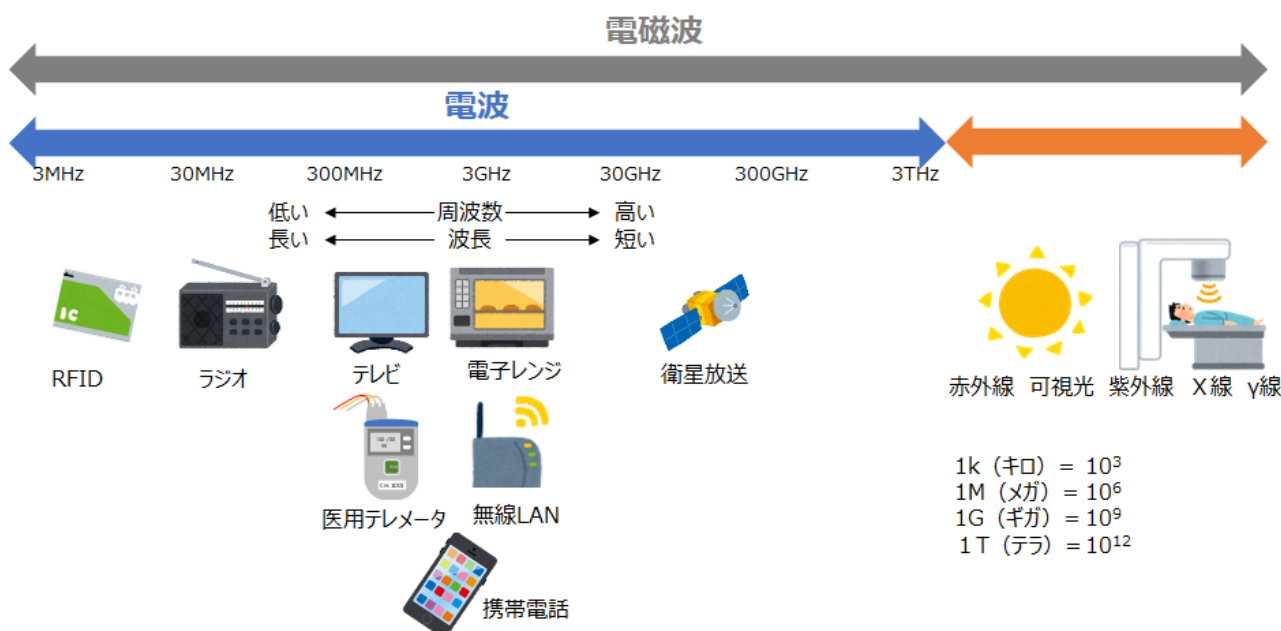 電磁波
電波
3MHz 30MHz 300MHz 3GHz 30GHz 300GHz 3THz
低い 周波数 高い
長い 波長 短い
IC
RFID ラジオ テレビ 電子レンジ 衛星放送 赤外線 可視光 紫外線 X線 γ線
CH. 1001
医用テレメータ 無線LAN
携帯電話
1k（キロ）= 10³
1M（メガ）= 10⁶
1G（ギガ）= 10⁹
1T（テラ）= 10¹²